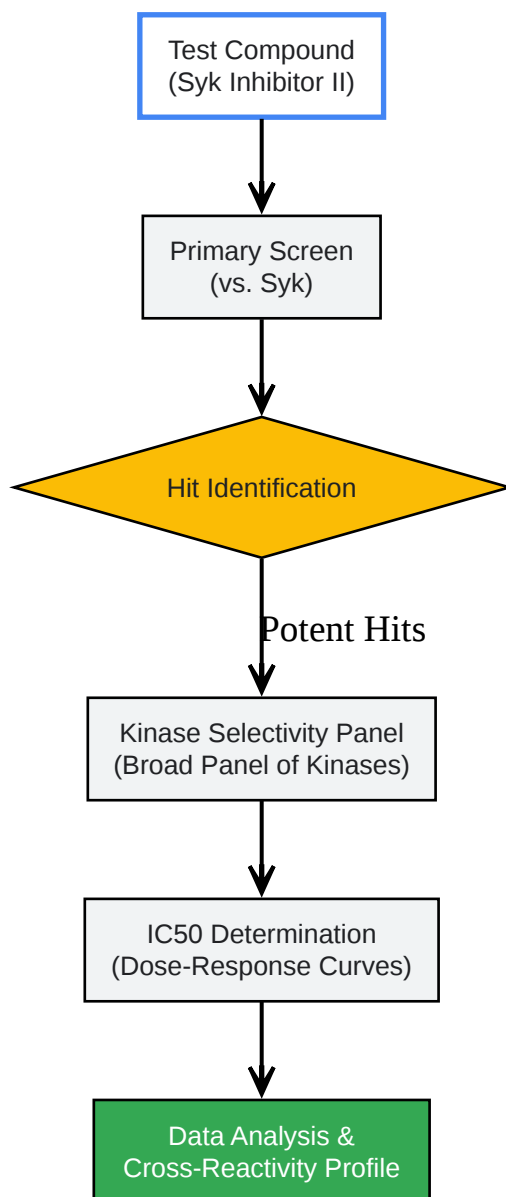 Test Compound
(Syk Inhibitor II)
Primary Screen
(vs. Syk)
Hit Identification
Potent Hits
Kinase Selectivity Panel
(Broad Panel of Kinases)
IC50 Determination
(Dose-Response Curves)
Data Analysis &
Cross-Reactivity Profile